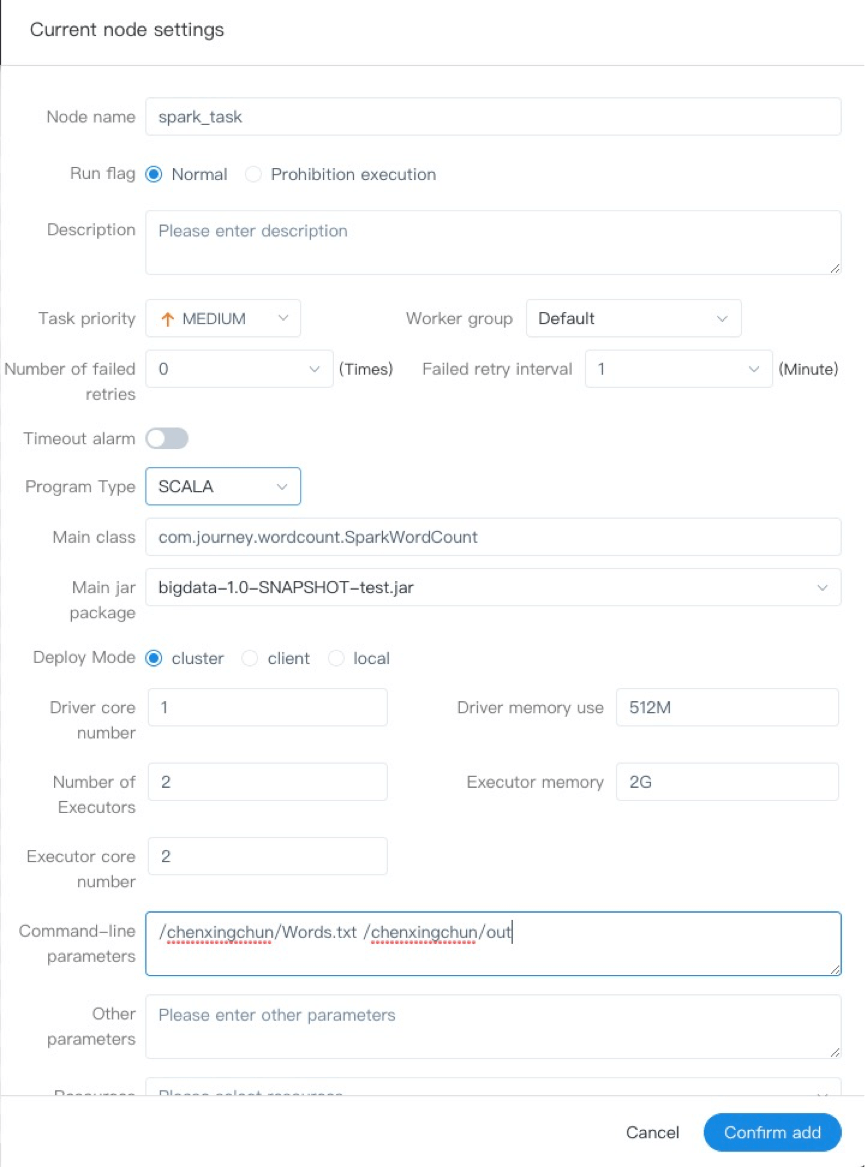 Current node settings
Node name spark_task
Run flag Normal Prohibition execution
Description Please enter description
Task priority MEDIUM Worker group Default
Number of failed retries 0 (Times) Failed retry interval 1 (Minute)
Timeout alarm
Program Type SCALA
Main class com.journey.wordcount.SparkWordCount
Main jar package bigdata-1.0-SNAPSHOT-test.jar
Deploy Mode cluster client local
Driver core number 1 Driver memory use 512M
Number of Executors 2 Executor memory 2G
Executor core number 2
Command-line parameters /chenxingchun/Words.txt /chenxingchun/out
Other parameters Please enter other parameters
Resources Please select resources
Cancel Confirm add